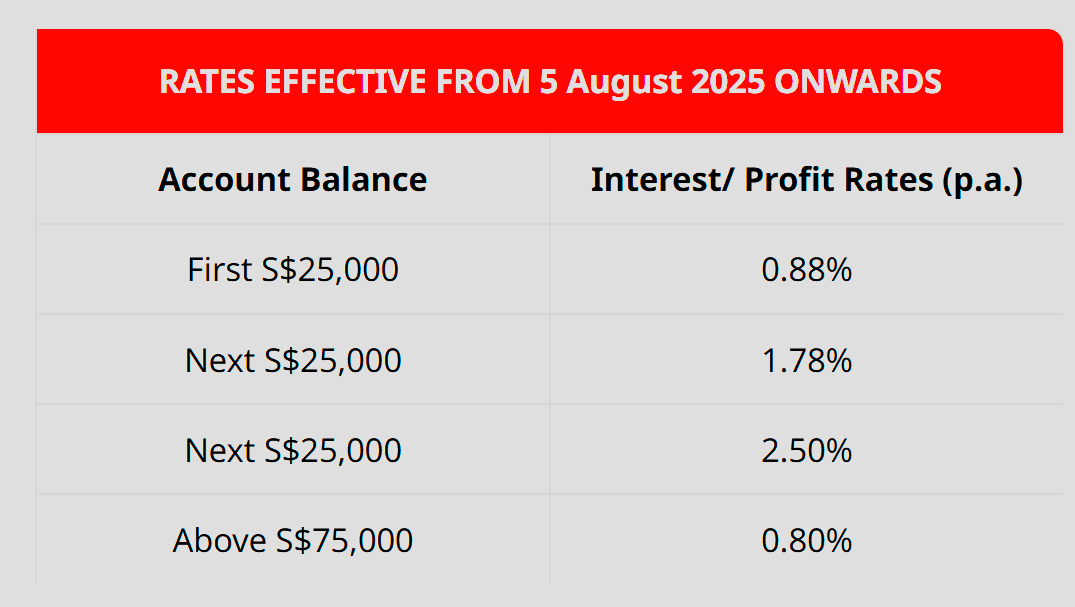 RATES EFFECTIVE FROM 5 August 2025 ONWARDS
Account Balance Interest/ Profit Rates (p.a.)
First S$25,000 0.88%
Next S$25,000 1.78%
Next S$25,000 2.50%
Above S$75,000 0.80%